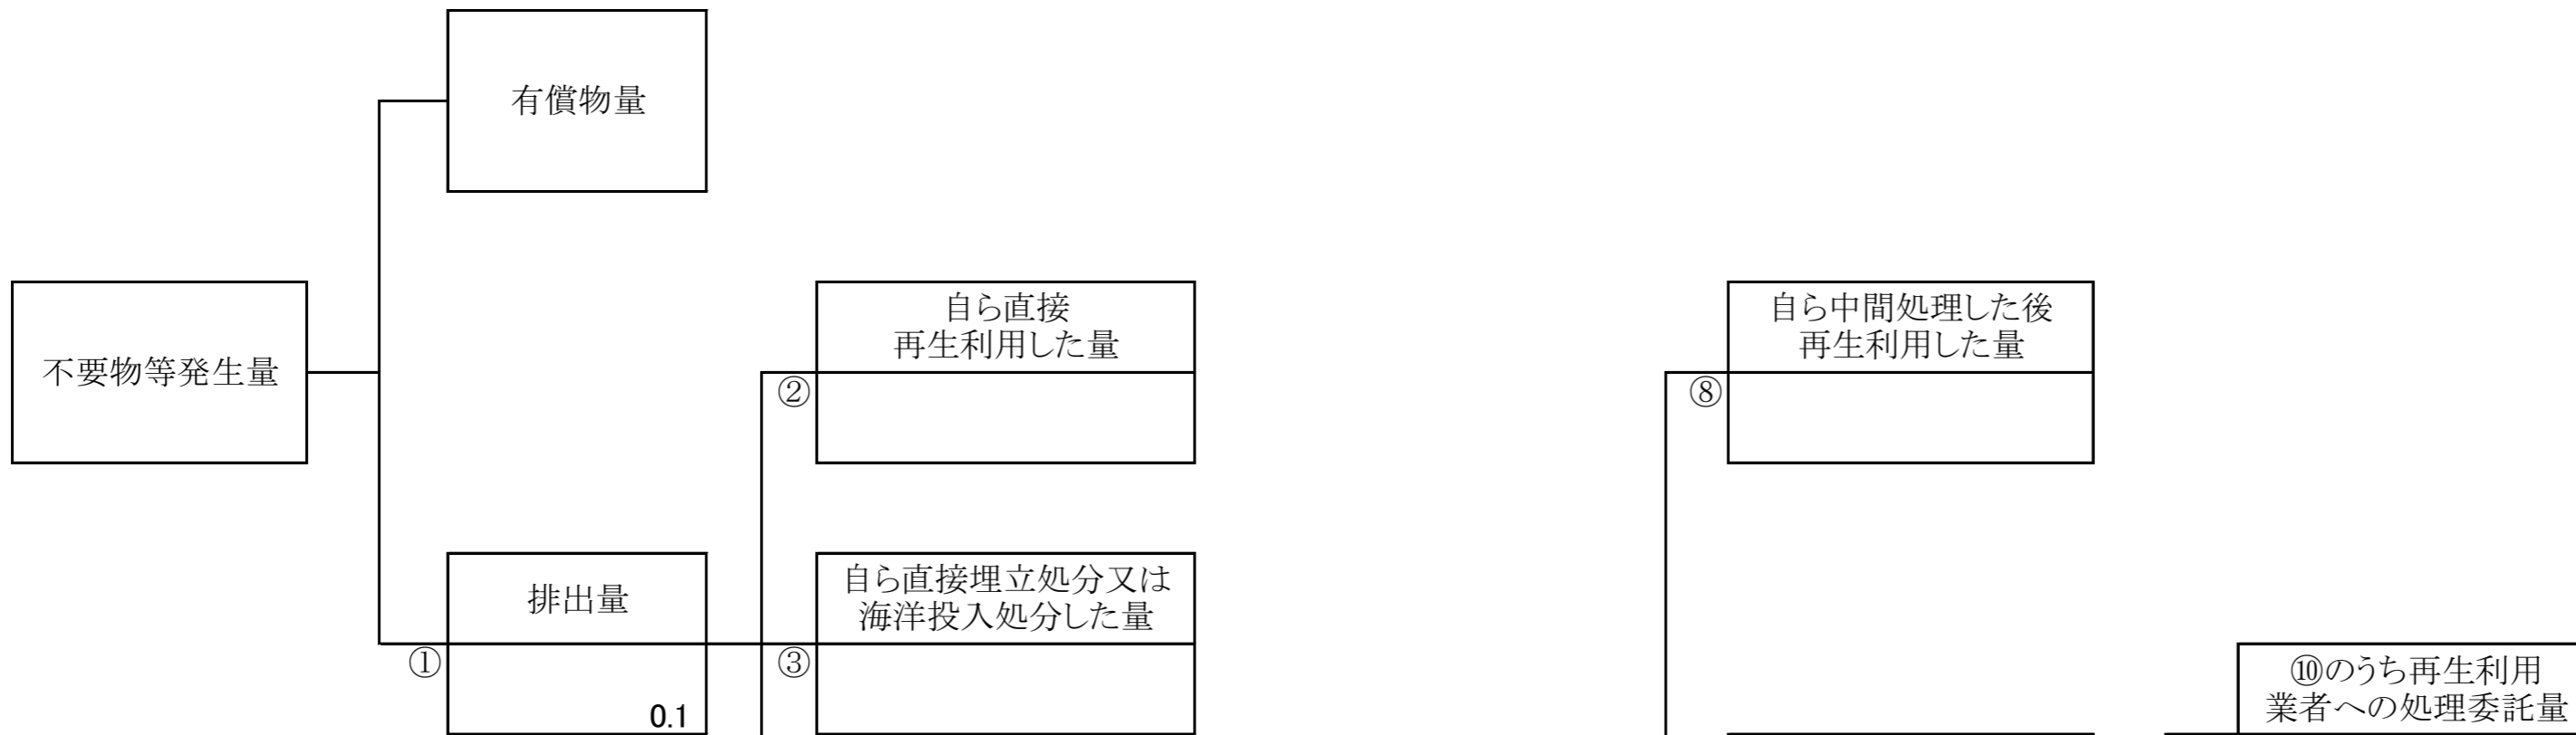 有償物量
不要物等発生量
自ら直接
再生利用した量
②
自ら中間処理した後
再生利用した量
⑧
排出量
①
0.1
自ら直接埋立処分又は
海洋投入処分した量
③
⑩のうち再生利用
業者への処理委託量